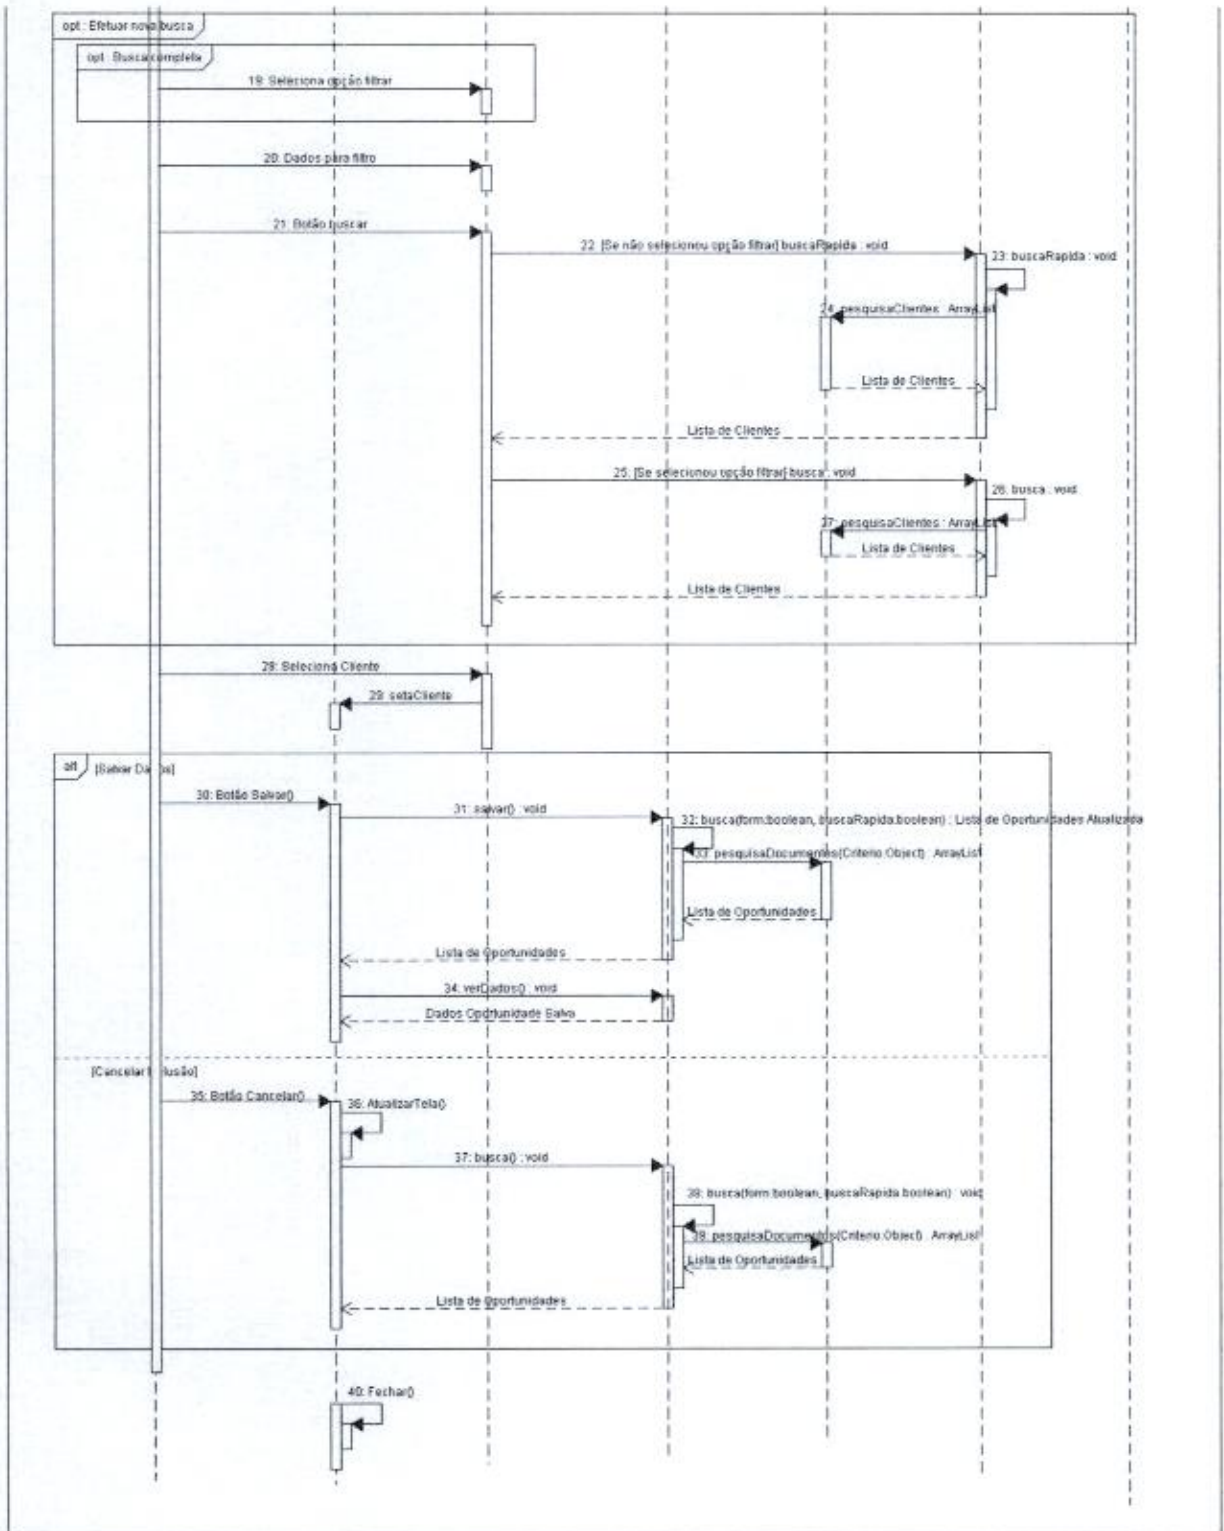 opt : Efetuar nova busca
opt : Busca completa
19: Seleciona opção filtrar
20: Dados para filtro
21: Botão buscar
22: [Se não selecionou opção filtrar] buscaRapida : void
23: buscaRapida : void
24: pesquisaClientes : ArrayList
Lista de Clientes
Lista de Clientes
25: [Se selecionou opção filtrar] busca : void
26: busca : void
27: pesquisaClientes : ArrayList
Lista de Clientes
Lista de Clientes
28: Seleciona Cliente
29: setaCliente
alt
[Salvar Dados]
30: Botão Salvar()
31: salvar() : void
32: busca(form:boolean, buscaRapida:boolean) : Lista de Oportunidades Atualizada
33: pesquisaDocumentos(Criterio:Object) : ArrayList
Lista de Oportunidades
Lista de Oportunidades
34: verDados() : void
Dados Oportunidade Salva
[Cancelar Inclusão]
35: Botão Cancelar()
36: AtualizarTela()
37: busca() : void
38: busca(form:boolean, buscaRapida:boolean) : void
39: pesquisaDocumentos(Criterio:Object) : ArrayList
Lista de Oportunidades
Lista de Oportunidades
40: Fechar()